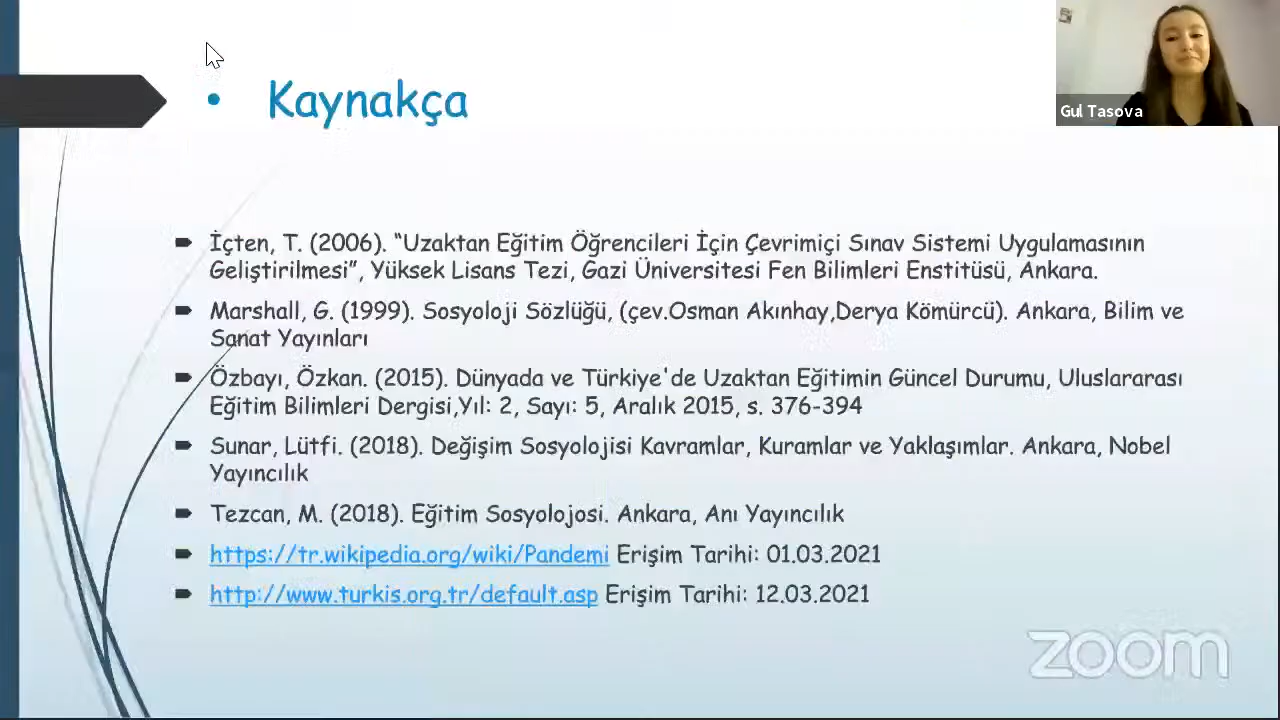 Kaynakça
Gul Tasova
İçten, T. (2006). “Uzaktan Eğitim Öğrencileri İçin Çevrimiçi Sınav Sistemi Uygulamasının
Geliştirilmesi”, Yüksek Lisans Tezi, Gazi Üniversitesi Fen Bilimleri Enstitüsü, Ankara.
Marshall, G. (1999). Sosyoloji Sözlüğü, (çev.Osman Akınhay,Derya Kömürcü). Ankara, Bilim ve
Sanat Yayınları
Özbayı, Özkan. (2015). Dünyada ve Türkiye'de Uzaktan Eğitimin Güncel Durumu, Uluslararası
Eğitim Bilimleri Dergisi,Yıl: 2, Sayı: 5, Aralık 2015, s. 376-394
Sunar, Lütfi. (2018). Değişim Sosyolojisi Kavramlar, Kuramlar ve Yaklaşımlar. Ankara, Nobel
Yayıncılık
Tezcan, M. (2018). Eğitim Sosyolojosi. Ankara, Anı Yayıncılık
https://tr.wikipedia.org/wiki/Pandemi Erişim Tarihi: 01.03.2021
http://www.turkis.org.tr/default.asp Erişim Tarihi: 12.03.2021
zoom